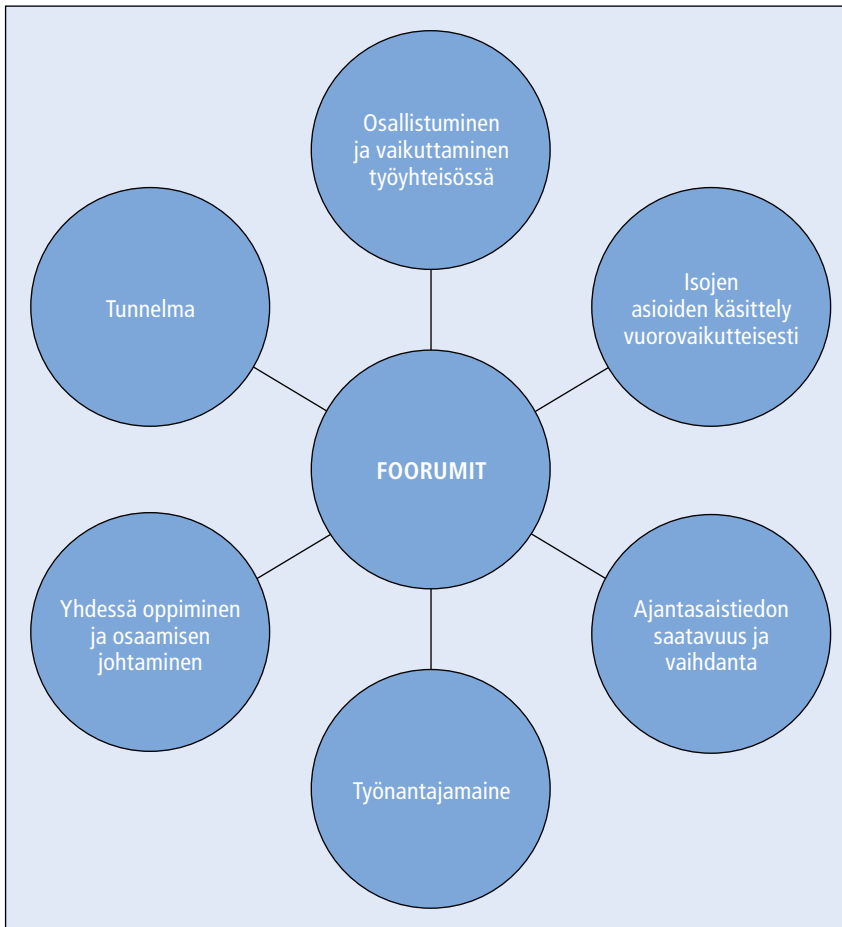 Osallistuminen
ja vaikuttaminen
työyhteisössä
Isojen
asioiden käsittely
vuorovaikutteisesti
Tunnelma
FOORUMIT
Yhdessä oppiminen
ja osaamisen
johtaminen
Ajantasaistiedon
saatavuus ja
vaihdanta
Työnantajamaine